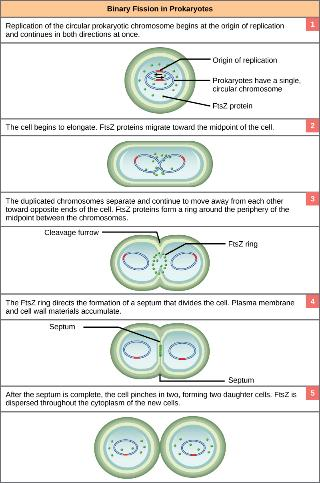 Binary Fission in Prokaryotes
Replication of the circular prokaryotic chromosome begins at the origin of replication
and continues in both directions at once.
1
Origin of replication
Prokaryotes have a single,
circular chromosome
FtsZ protein
The cell begins to elongate. FtsZ proteins migrate toward the midpoint of the cell.
2
The duplicated chromosomes separate and continue to move away from each other
toward opposite ends of the cell. FtsZ proteins form a ring around the periphery of the
midpoint between the chromosomes.
3
Cleavage furrow
FtsZ ring
The FtsZ ring directs the formation of a septum that divides the cell. Plasma membrane
and cell wall materials accumulate.
4
Septum
Septum
After the septum is complete, the cell pinches in two, forming two daughter cells. FtsZ is
dispersed throughout the cytoplasm of the new cells.
5